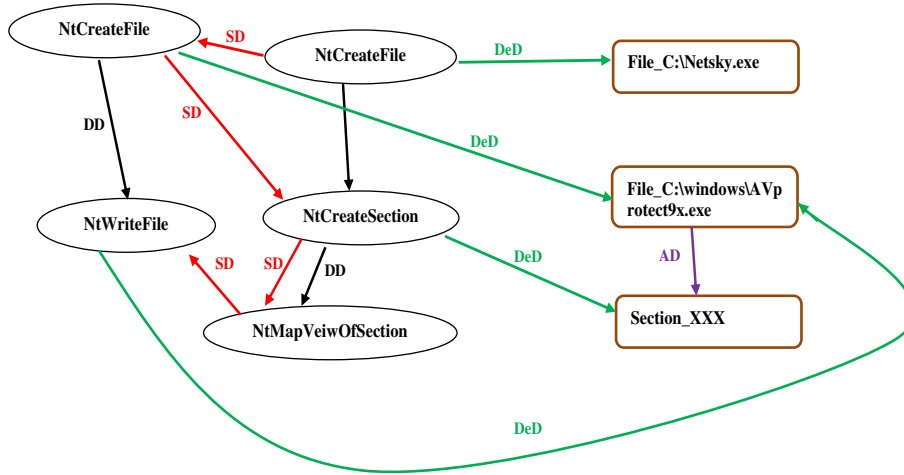 NtCreateFile
SD
NtCreateFile
DeD
File_C:\Netsky.exe
DD
SD
DeD
File_C:\windows\AVp
rotect9x.exe
NtWriteFile
NtCreateSection
SD
SD
DD
DeD
AD
NtMapVeiwOfSection
Section_XXX
DeD